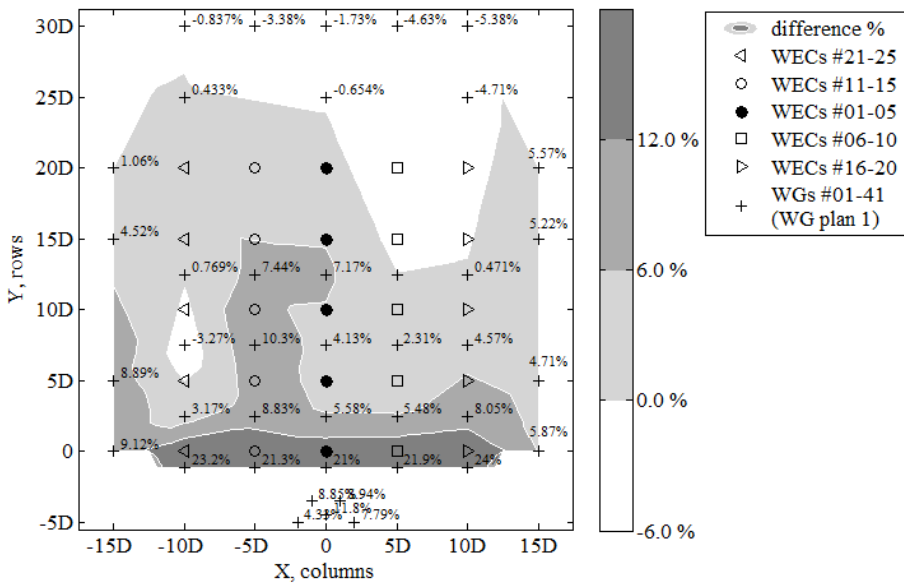 30D
-0.837% -3.38% -1.73% -4.63% -5.38%
25D
0.433% -0.654% -4.71%
20D
1.06% 5.57%
15D
4.52% 5.22%
0.769% 7.44% 7.17% 0.471%
10D
-3.27% 10.3% 4.13% 2.31% 4.57% 4.71%
5D
8.89%
3.17% 8.83% 5.58% 5.48% 8.05%
0
9.12% 5.87%
23.2% 21.3% 21% 21.9% 24%
8.85% 8.94%
11.8%
4.33% 7.79%
-5D
-15D -10D -5D 0 5D 10D 15D
X, columns
Y, rows
12.0 %
6.0 %
0.0 %
-6.0 %
difference %
WECs #21-25
WECs #11-15
WECs #01-05
WECs #06-10
WECs #16-20
WGs #01-41
(WG plan 1)